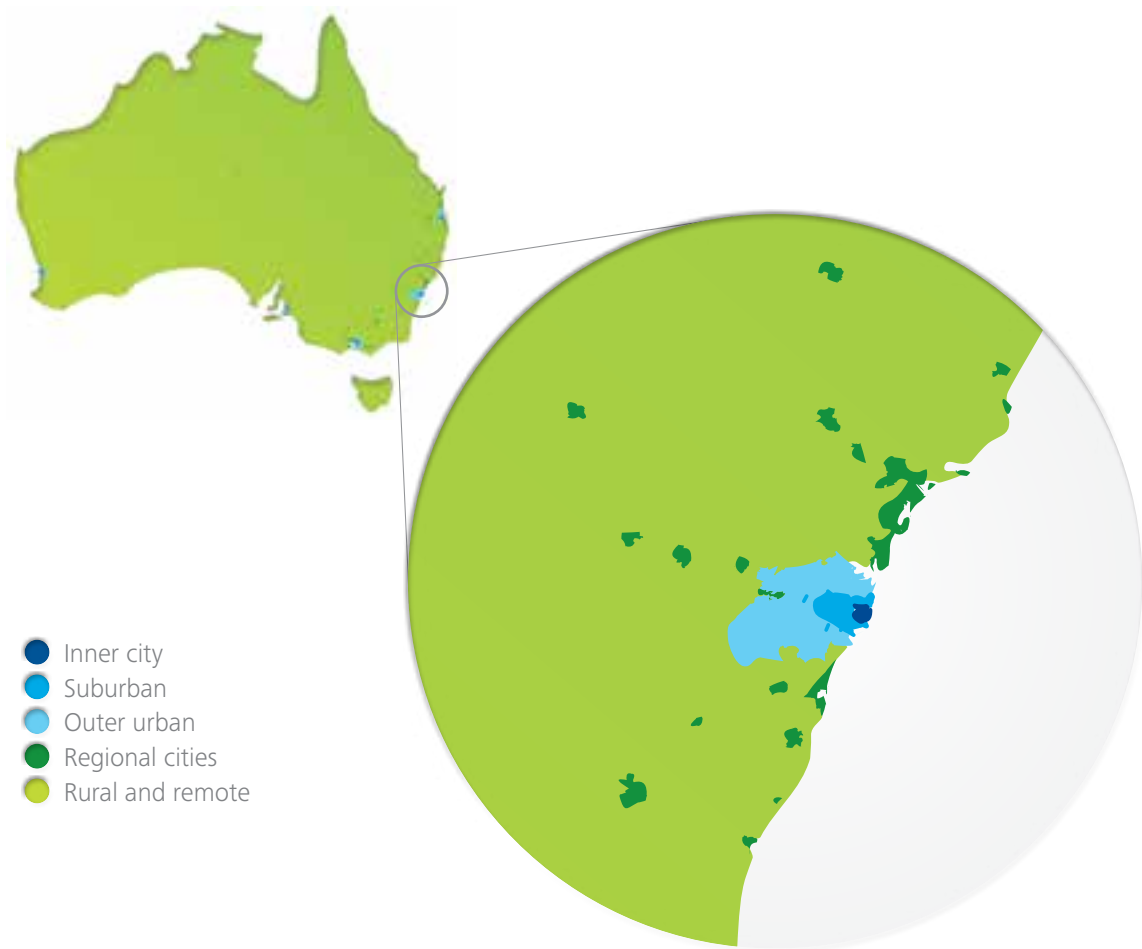 Inner city
Suburban
Outer urban
Regional cities
Rural and remote